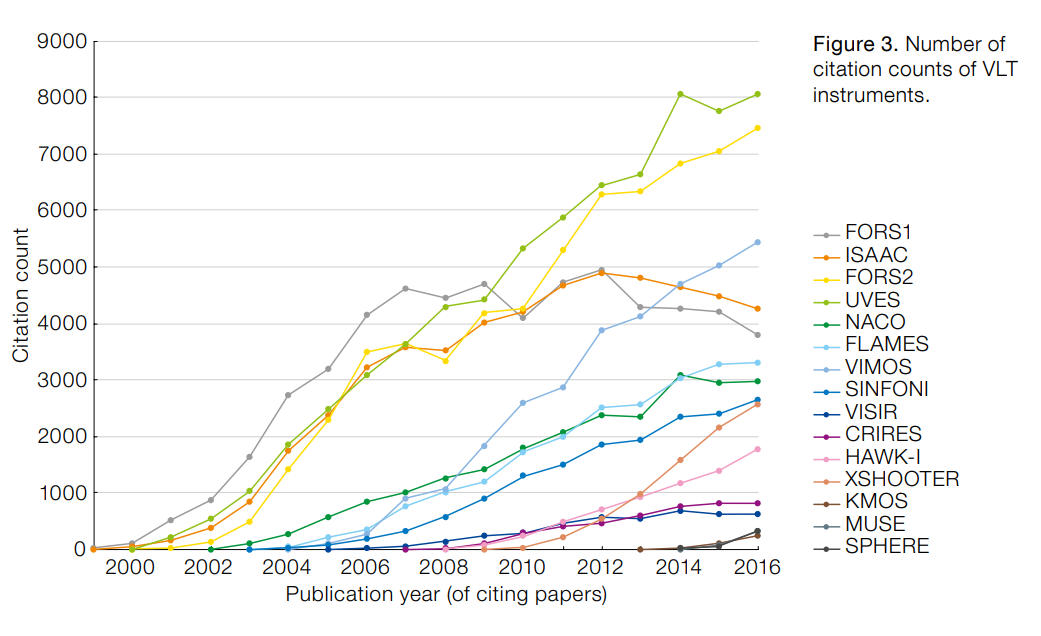 Figure 3. Number of
citation counts of VLT
instruments.
9000
8000
7000
6000
5000
4000
3000
2000
1000
0
Citation count
2000 2002 2004 2006 2008 2010 2012 2014 2016
Publication year (of citing papers)
FORS1
ISAAC
FORS2
UVES
NACO
FLAMES
VIMOS
SINFONI
VISIR
CRIRES
HAWK-I
XSHOOTER
KMOS
MUSE
SPHERE